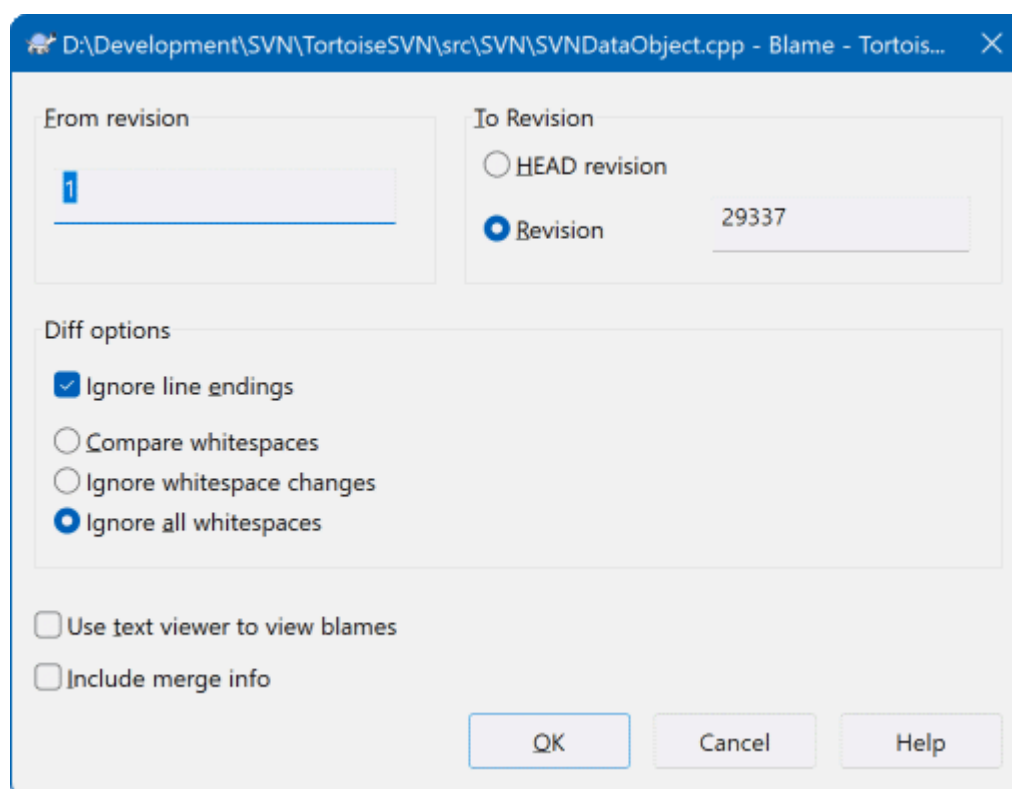 D:\Development\SVN\TortoiseSVN\src\SVN\SVNDataObject.cpp - Blame - Tortois...
From revision
1
To Revision
HEAD revision
Revision
29337
Diff options
Ignore line endings
Compare whitespaces
Ignore whitespace changes
Ignore all whitespaces
Use text viewer to view blames
Include merge info
OK Cancel Help